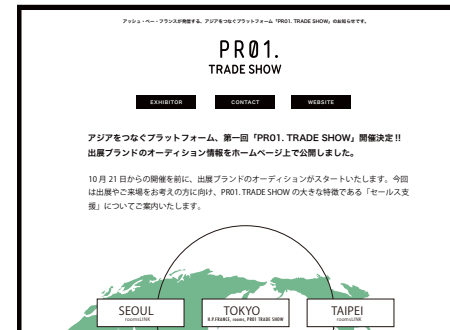 アッシュ・ペー・フランスが発信する、アジアをつなぐプラットフォーム「PR01. TRADE SHOW」のお知らせです。
PR01.
TRADE SHOW
EXHIBITOR CONTACT WEBSITE
アジアをつなぐプラットフォーム、第一回「PR01. TRADE SHOW」開催決定 !!
出展ブランドのオーディション情報をホームページ上で公開しました。
10 月 21 日からの開催を前に、出展ブランドのオーディションがスタートいたします。今回
は出展やご来場をお考えの方に向け、PR01. TRADE SHOW の大きな特徴である「セールス支
援」についてご案内いたします。
SEOUL TOKYO TAIPEI
roomsLINK H.P.FRANCE, rooms, PR01 TRADE SHOW roomsLINK